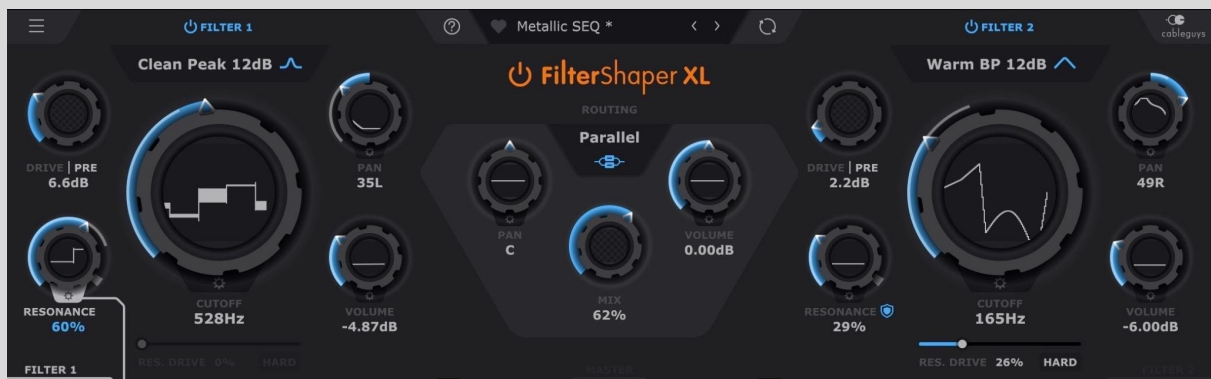 FILTER 1
Metallic SEQ *
FILTER 2
cableguys
Clean Peak 12dB
FilterShaper XL
Warm BP 12dB
ROUTING
Parallel
DRIVE | PRE
6.6dB
PAN
35L
PAN
C
VOLUME
0.00dB
DRIVE | PRE
2.2dB
PAN
49R
RESONANCE
60%
CUTOFF
528Hz
VOLUME
-4.87dB
MIX
62%
RESONANCE
29%
CUTOFF
165Hz
VOLUME
-6.00dB
RES. DRIVE 0% HARD
RES. DRIVE 26% HARD
FILTER 1
MASTER
FILTER 2